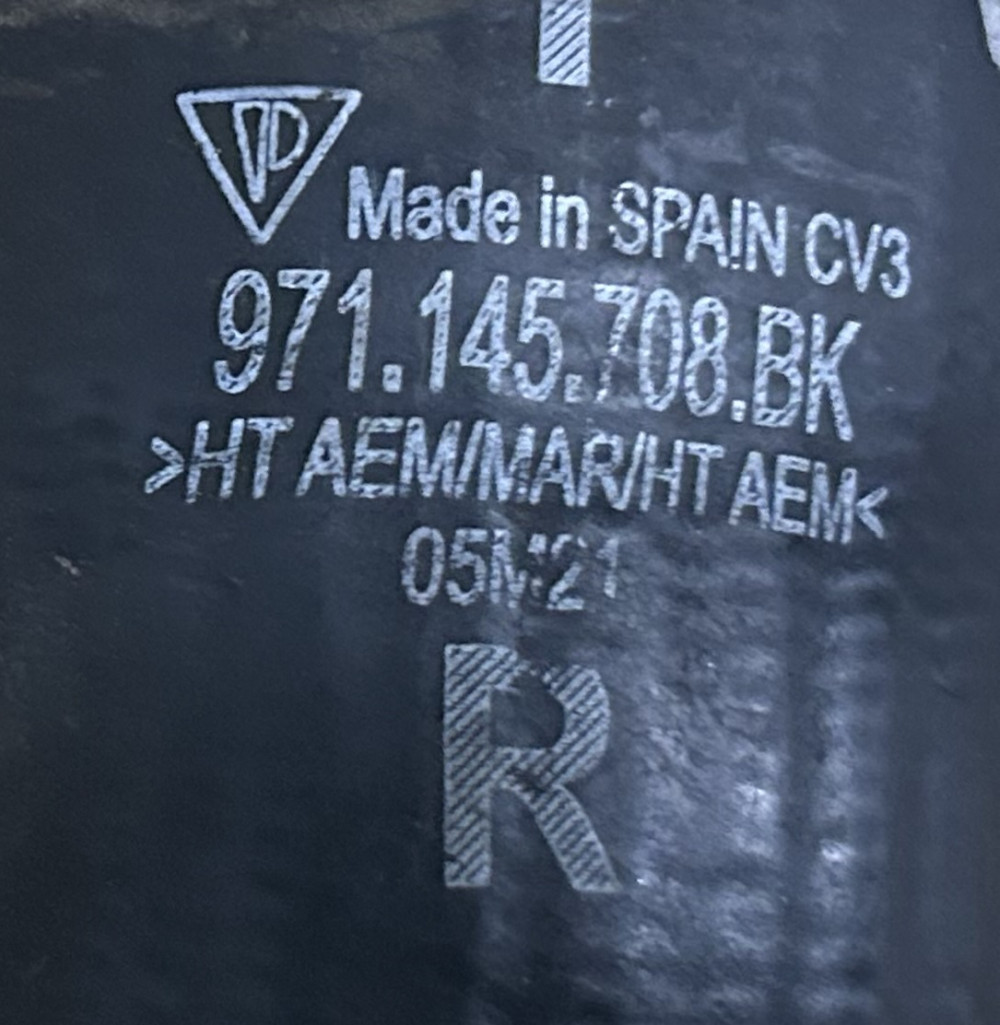 Made in SPAIN CV3
971.145.708.BK
>HT AEM/MAR/HT AEM<
05M21
R